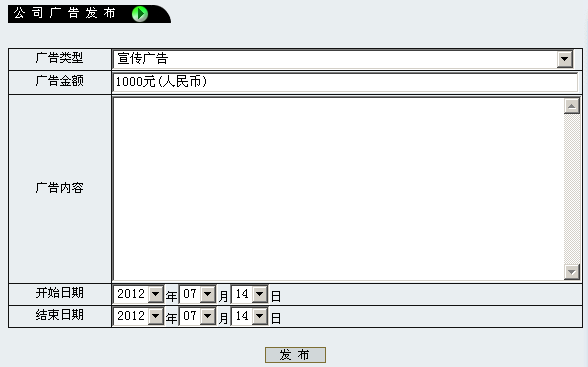 公司广告发布
广告类型 宣传广告
广告金额 1000元(人民币)
广告内容
开始日期 2012 年 07 月 14 日
结束日期 2012 年 07 月 14 日
发 布